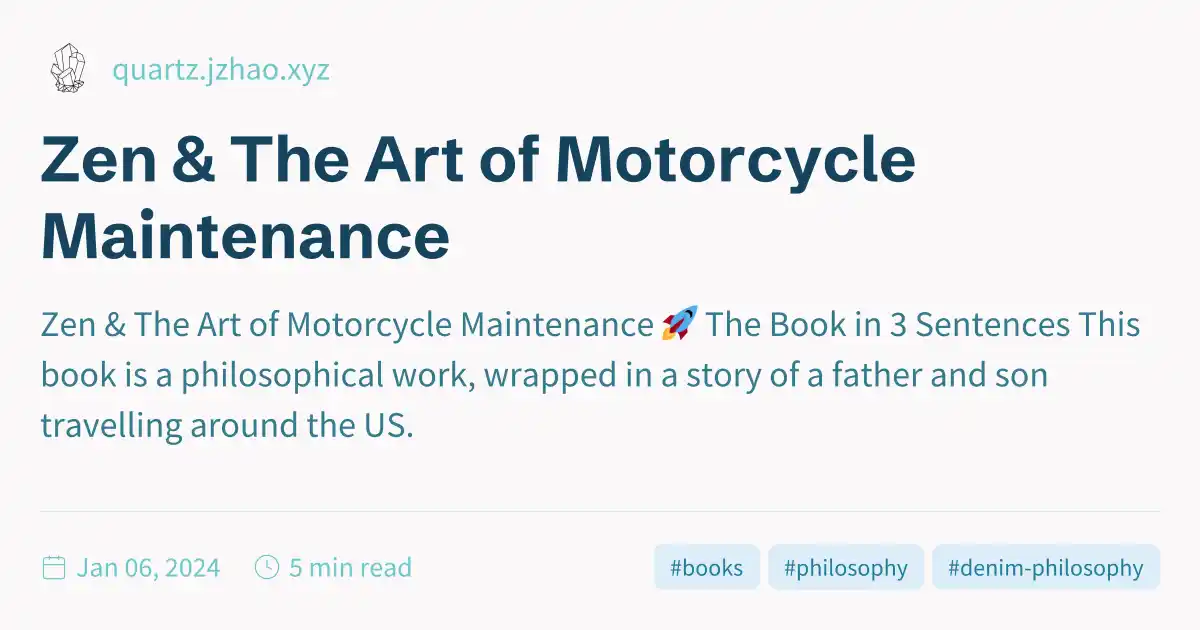 quartz.jzhao.xyz
Zen & The Art of Motorcycle
Maintenance
Zen & The Art of Motorcycle Maintenance 🚀 The Book in 3 Sentences This
book is a philosophical work, wrapped in a story of a father and son
travelling around the US.
Jan 06, 2024 5 min read #books #philosophy #denim-philosophy